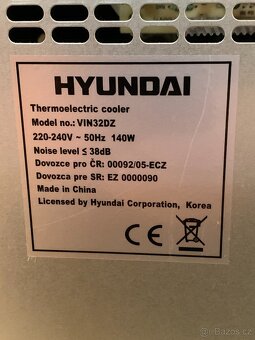 HYUNDAI
Thermoelectric cooler
Model no.: VIN32DZ
220-240V ~ 50Hz 140W
Noise level ≤ 38dB
Dovozce pro ČR: 00092/05-ECZ
Dovozca pre SR: EZ 0000090
Made in China
Licensed by Hyundai Corporation, Korea
CE
© Bazoš.cz